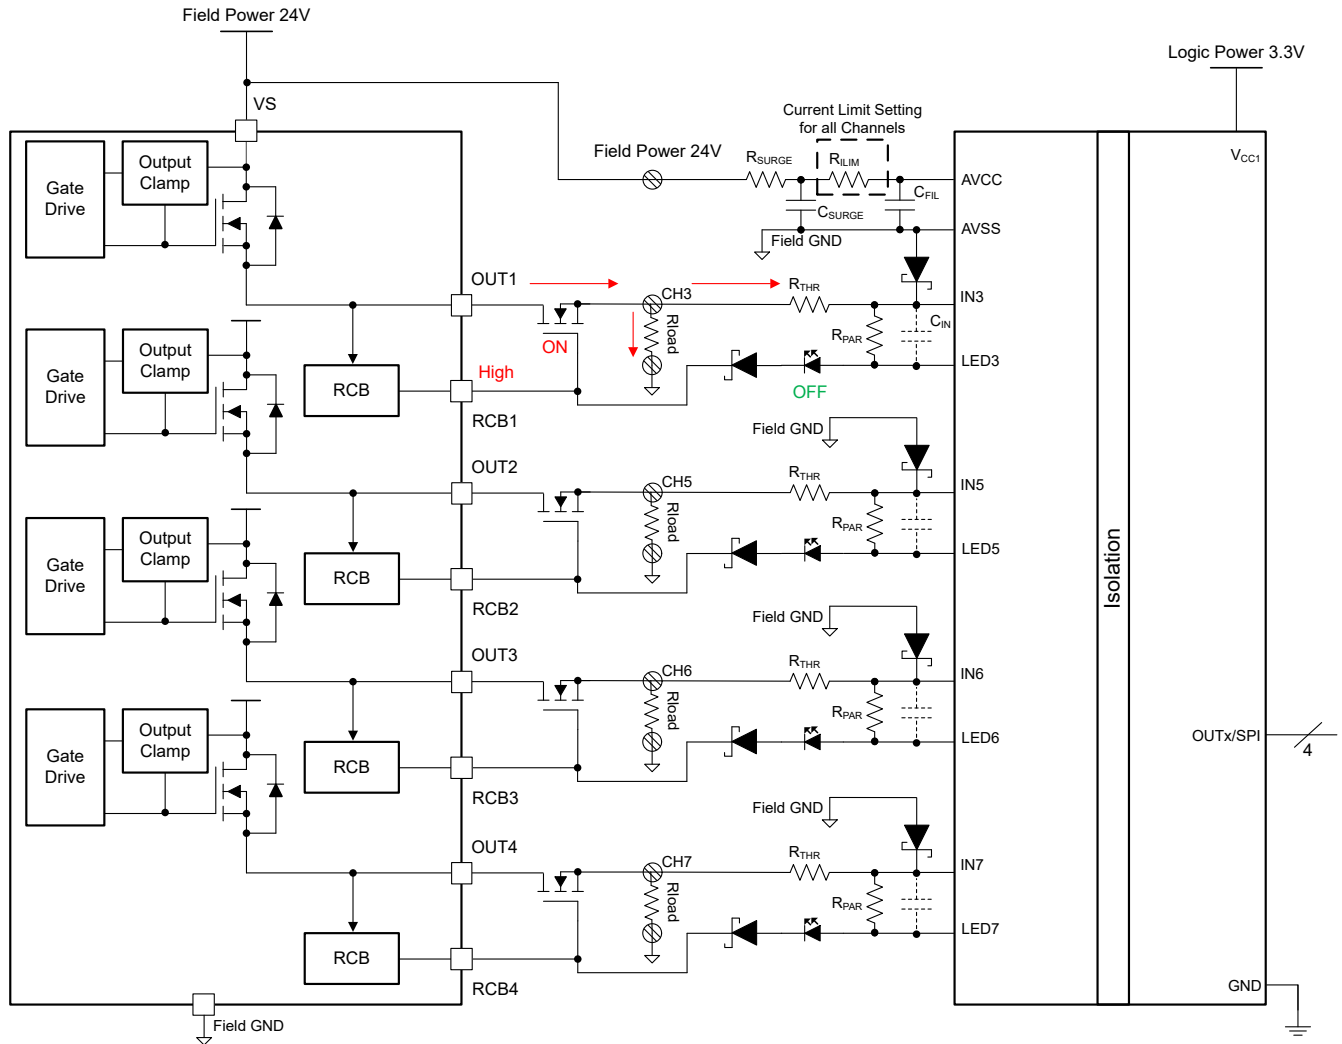 Field Power 24V
Logic Power 3.3V
VS
Current Limit Setting
for all Channels
Field Power 24V
RSURGE
RILIM
VCC1
AVCC
CSURGE
CFIL
AVSS
Field GND
Gate
Drive
Output
Clamp
OUT1
CH3
RTHR
IN3
Rload
RPAR
CIN
ON
High
RCB
RCB1
OFF
LED3
Gate
Drive
Output
Clamp
Field GND
OUT2
CH5
RTHR
IN5
Rload
RPAR
RCB
RCB2
LED5
Gate
Drive
Output
Clamp
Field GND
OUT3
CH6
RTHR
IN6
Rload
RPAR
RCB
RCB3
LED6
Gate
Drive
Output
Clamp
Field GND
OUT4
CH7
RTHR
IN7
Rload
RPAR
RCB
RCB4
LED7
Isolation
OUTx/SPI
4
GND
Field GND